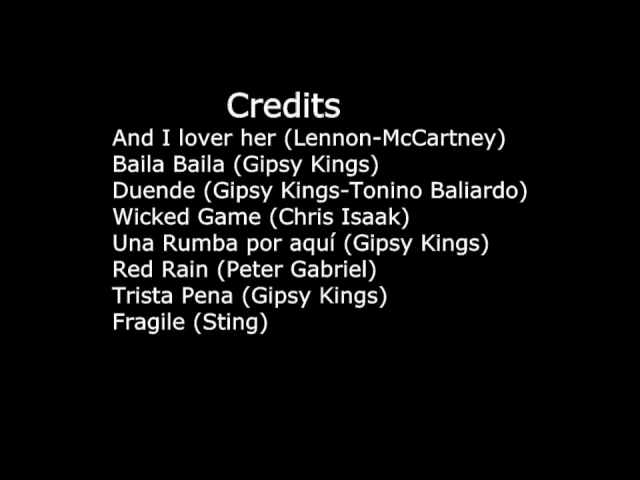 Credits
And I lover her (Lennon-McCartney)
Baila Baila (Gipsy Kings)
Duende (Gipsy Kings-Tonino Baliardo)
Wicked Game (Chris Isaak)
Una Rumba por aquí (Gipsy Kings)
Red Rain (Peter Gabriel)
Trista Pena (Gipsy Kings)
Fragile (Sting)